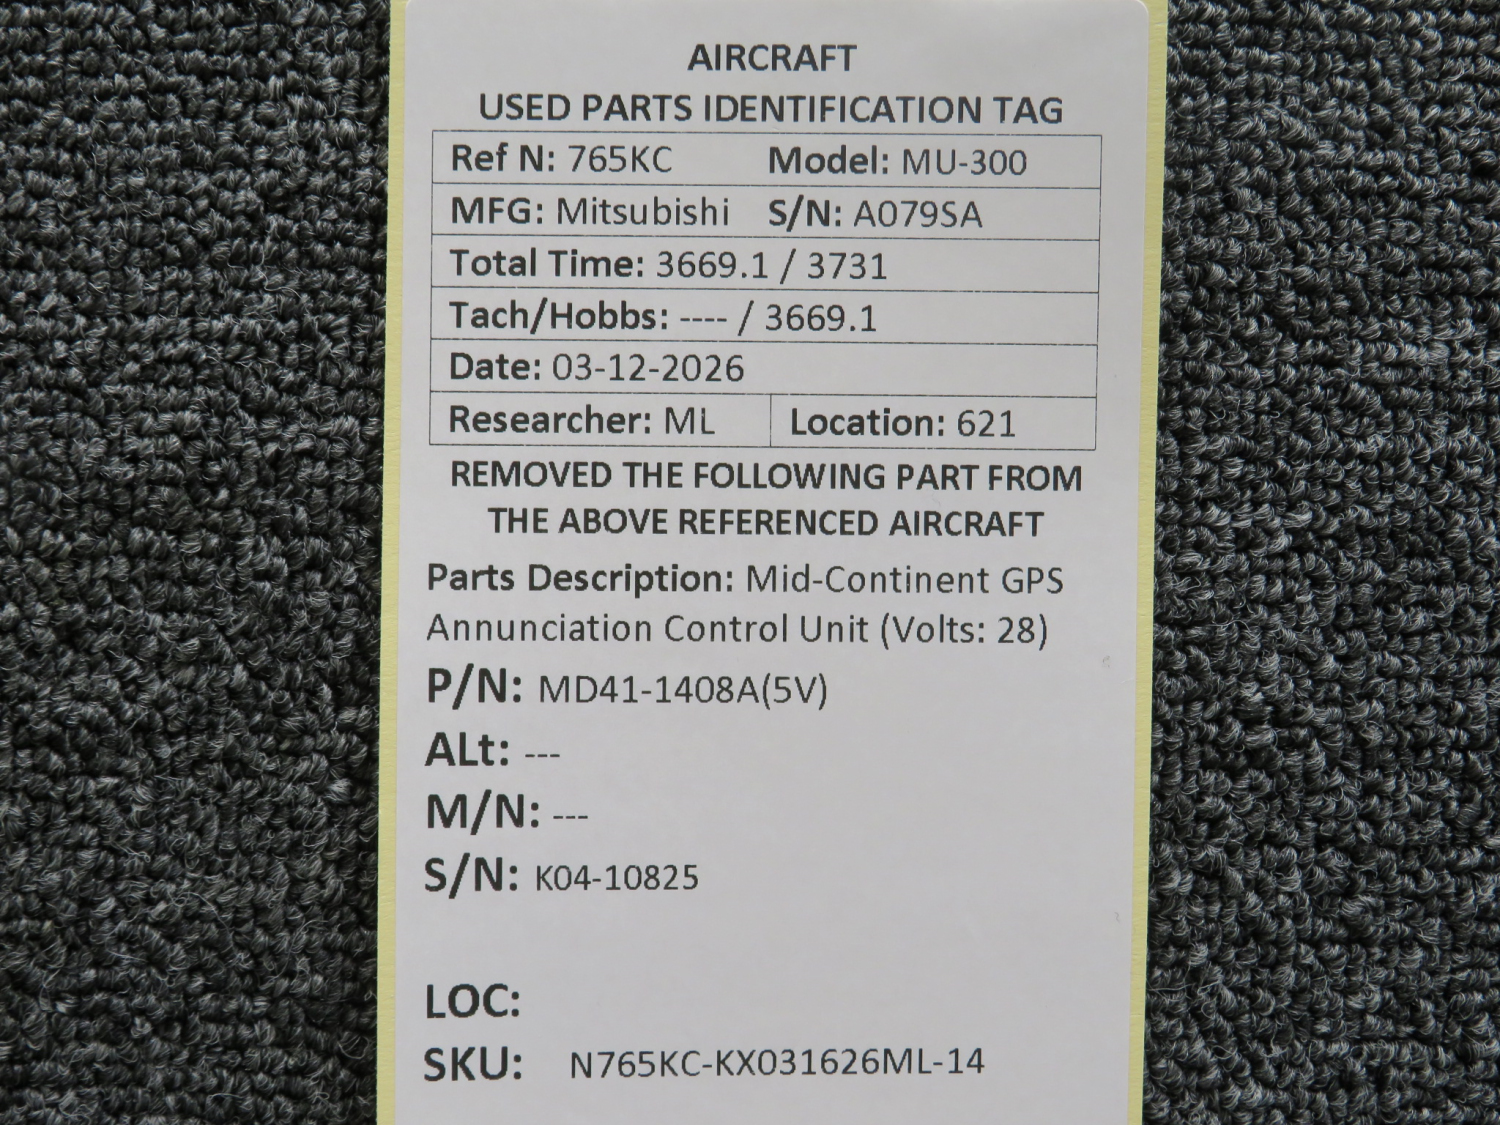 AIRCRAFT
USED PARTS IDENTIFICATION TAG
Ref N: 765KC Model: MU-300
MFG: Mitsubishi S/N: A079SA
Total Time: 3669.1 / 3731
Tach/Hobbs: ---- / 3669.1
Date: 03-12-2026
Researcher: ML Location: 621
REMOVED THE FOLLOWING PART FROM
THE ABOVE REFERENCED AIRCRAFT
Parts Description: Mid-Continent GPS
Annunciation Control Unit (Volts: 28)
P/N: MD41-1408A(5V)
ALt: ---
M/N: ---
S/N: K04-10825
LOC:
SKU: N765KC-KX031626ML-14